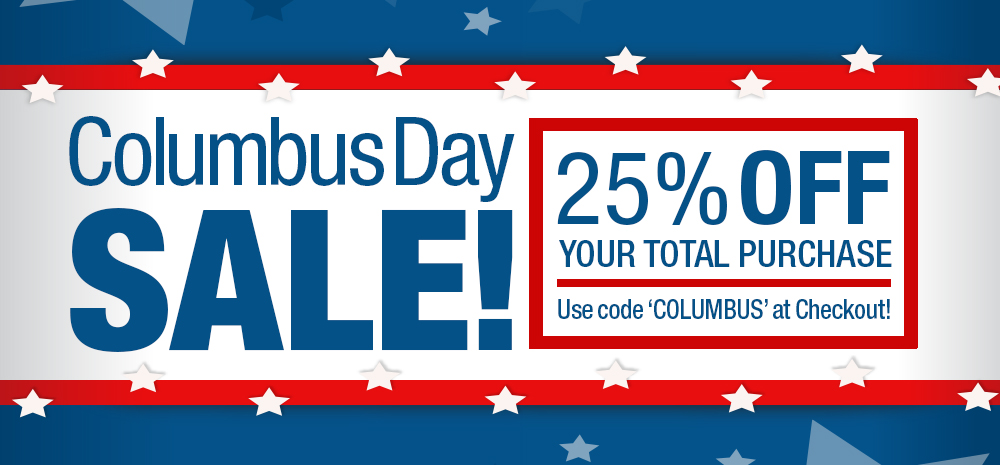 Columbus Day
SALE!
25% OFF
YOUR TOTAL PURCHASE
Use code ‘COLUMBUS’ at Checkout!